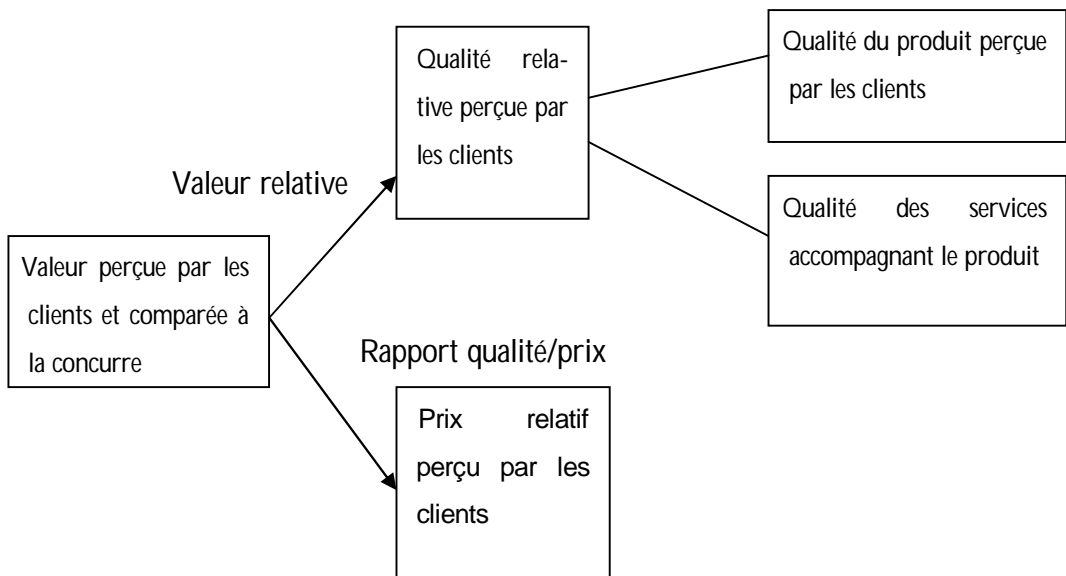 Valeur perçue par les
clients et comparée à
la concurre
Valeur relative
Qualité rela-
tive perçue par
les clients
Qualité du produit perçue
par les clients
Qualité des services
accompagnant le produit
Rapport qualité/prix
Prix relatif
perçu par les
clients